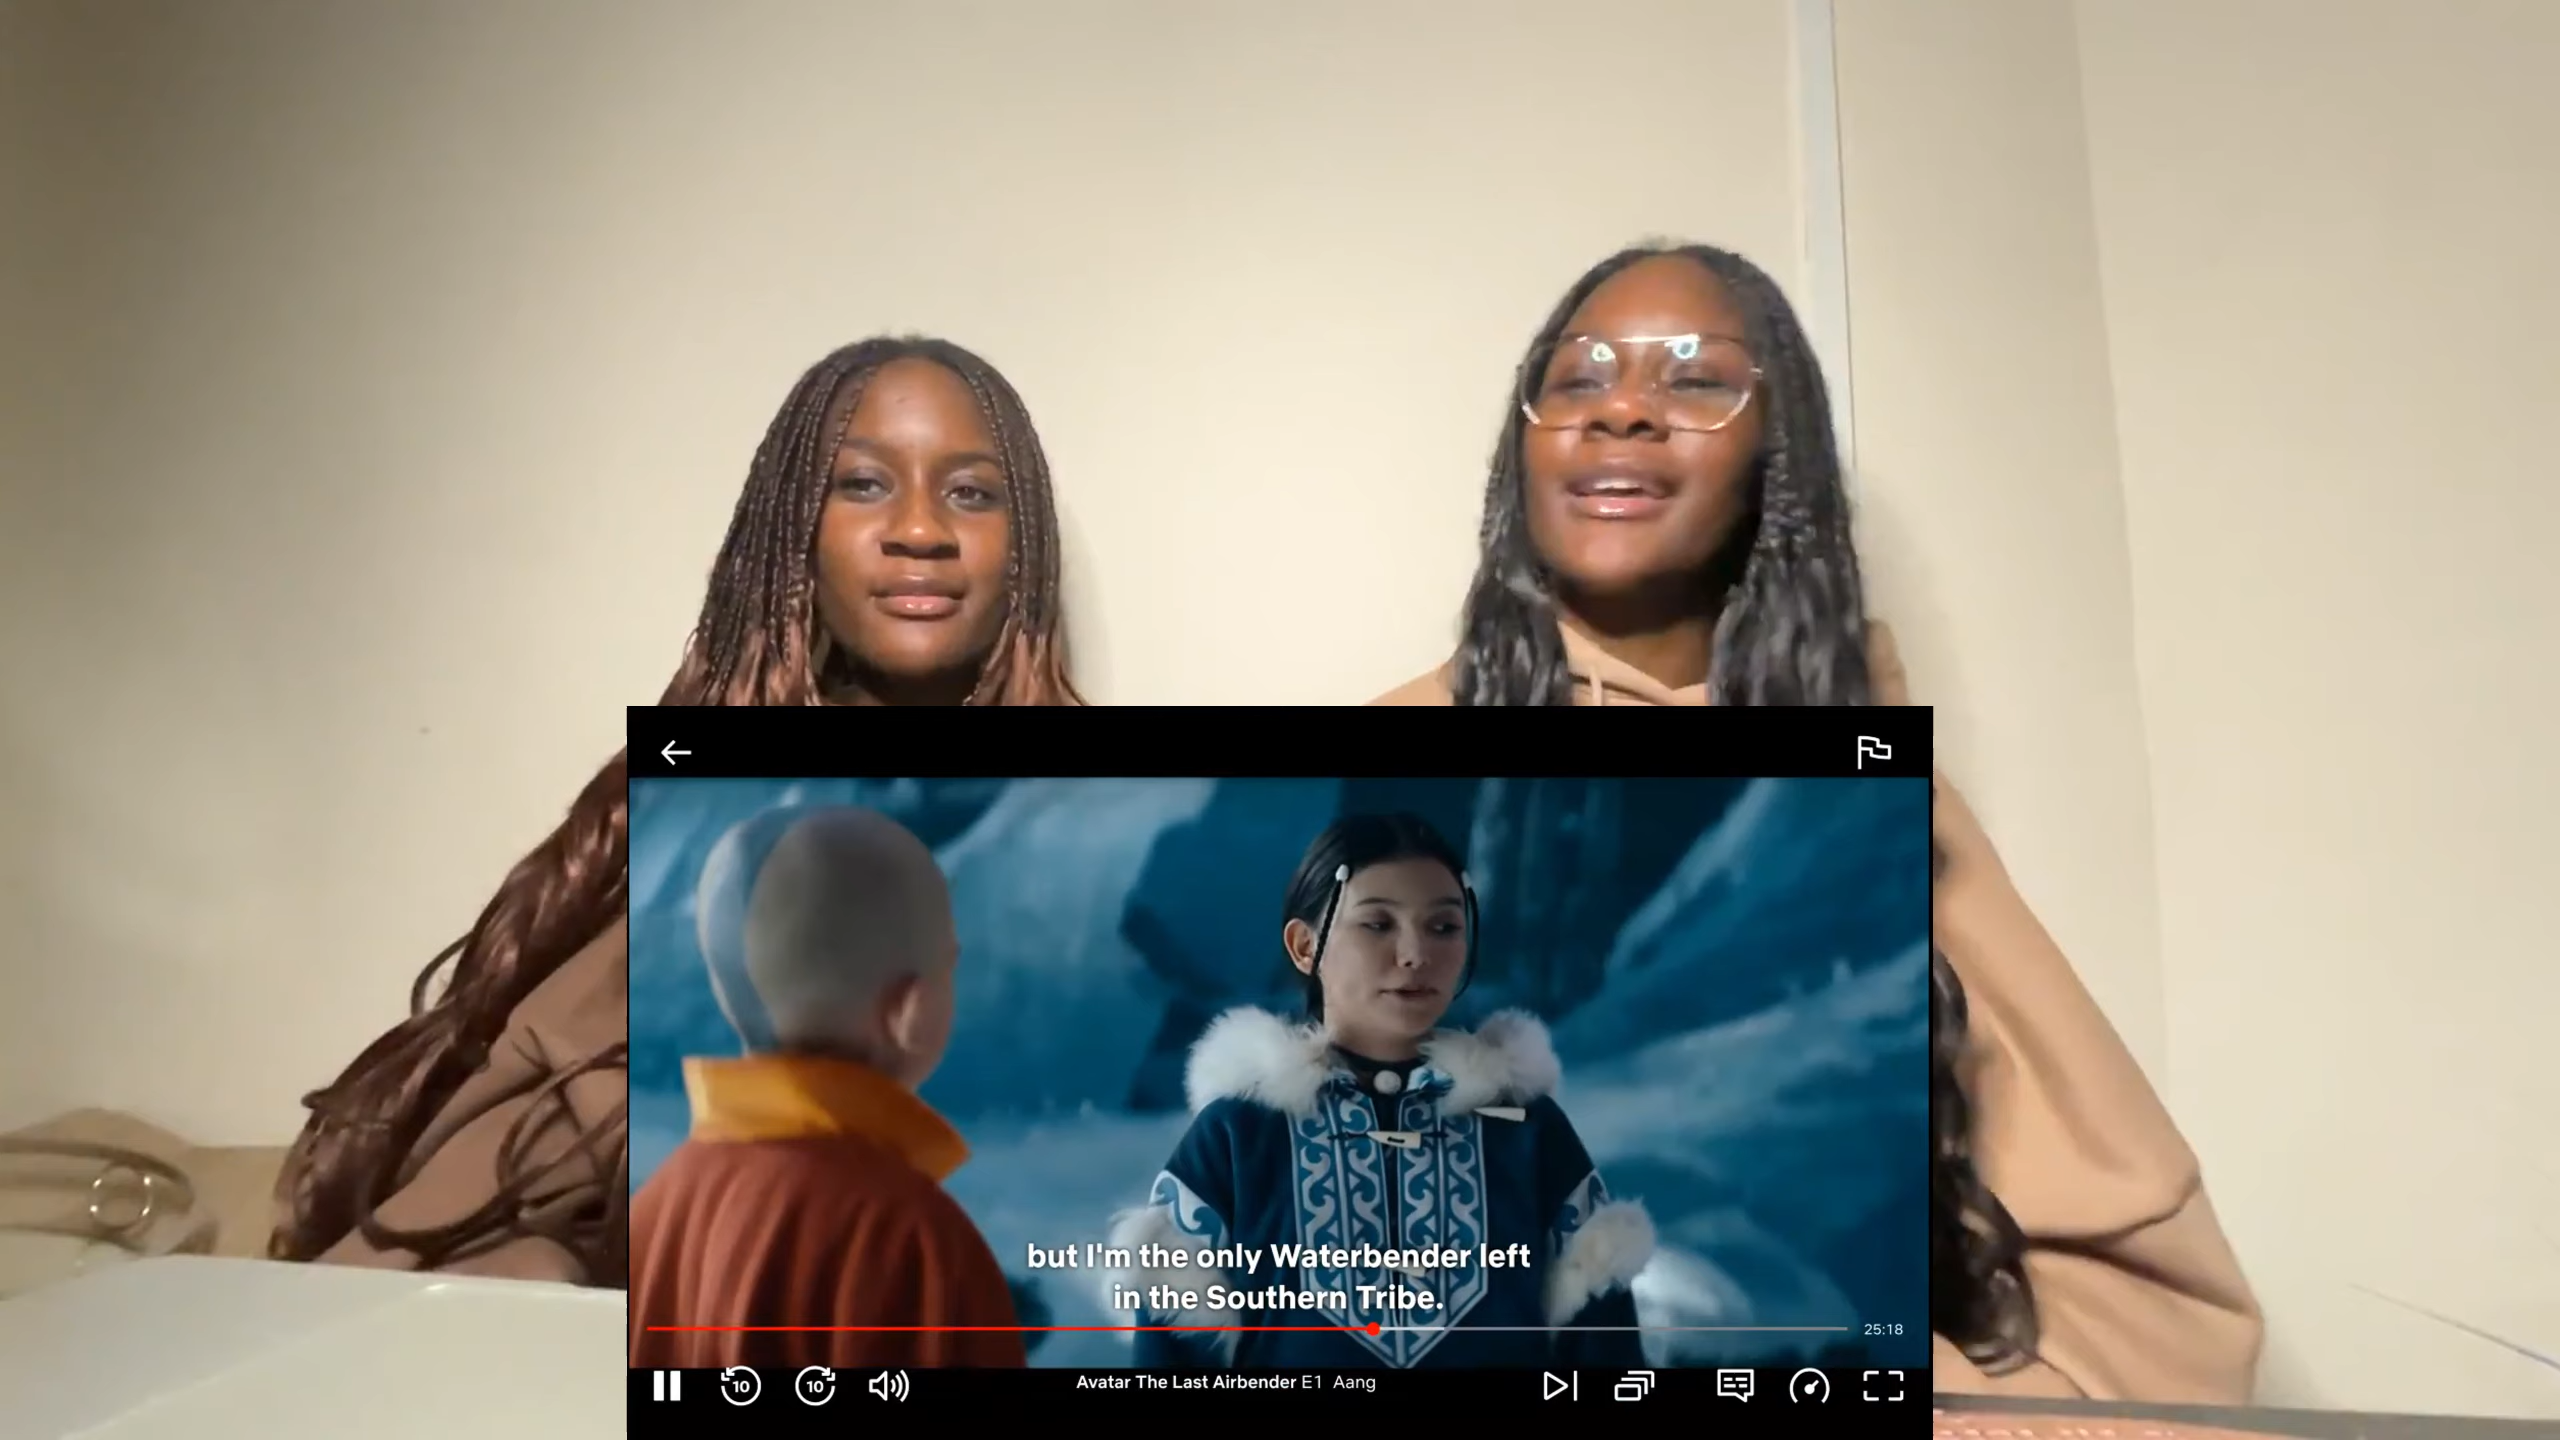 but I'm the only Waterbender left
in the Southern Tribe.
25:18
10
10
Avatar The Last Airbender E1 Aang